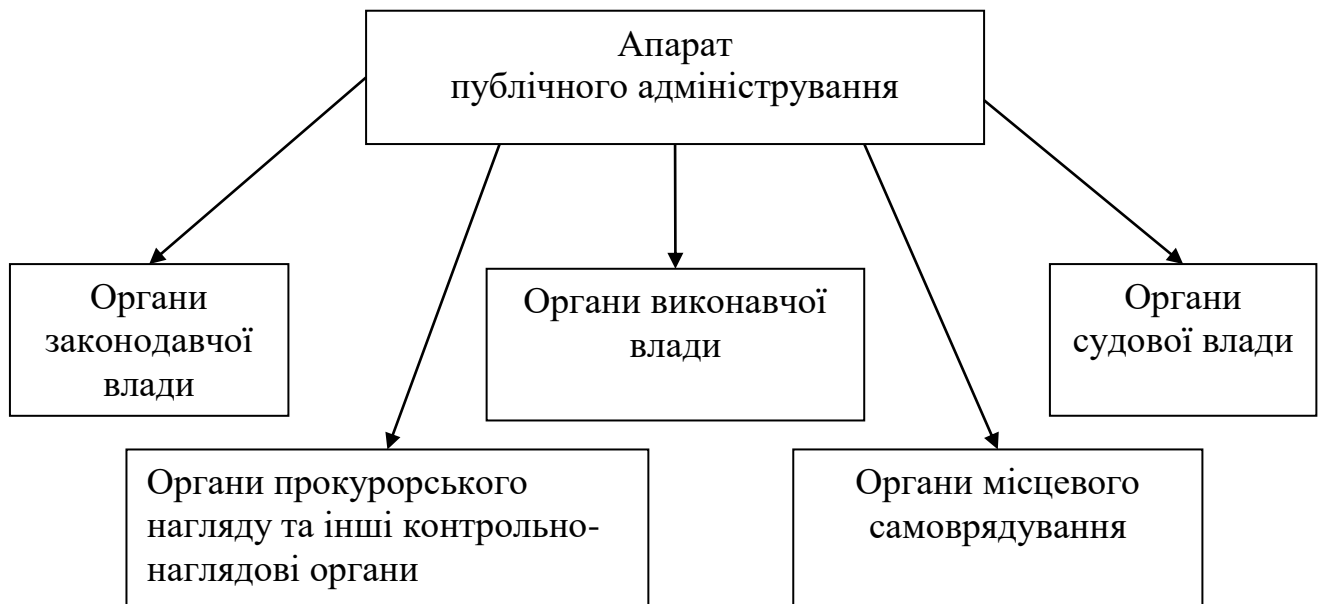 Апарат
публічного адміністрування
Органи
законодавчої
влади
Органи виконавчої
влади
Органи
судової влади
Органи прокурорського
нагляду та інші контрольно-
наглядові органи
Органи місцевого
самоврядування